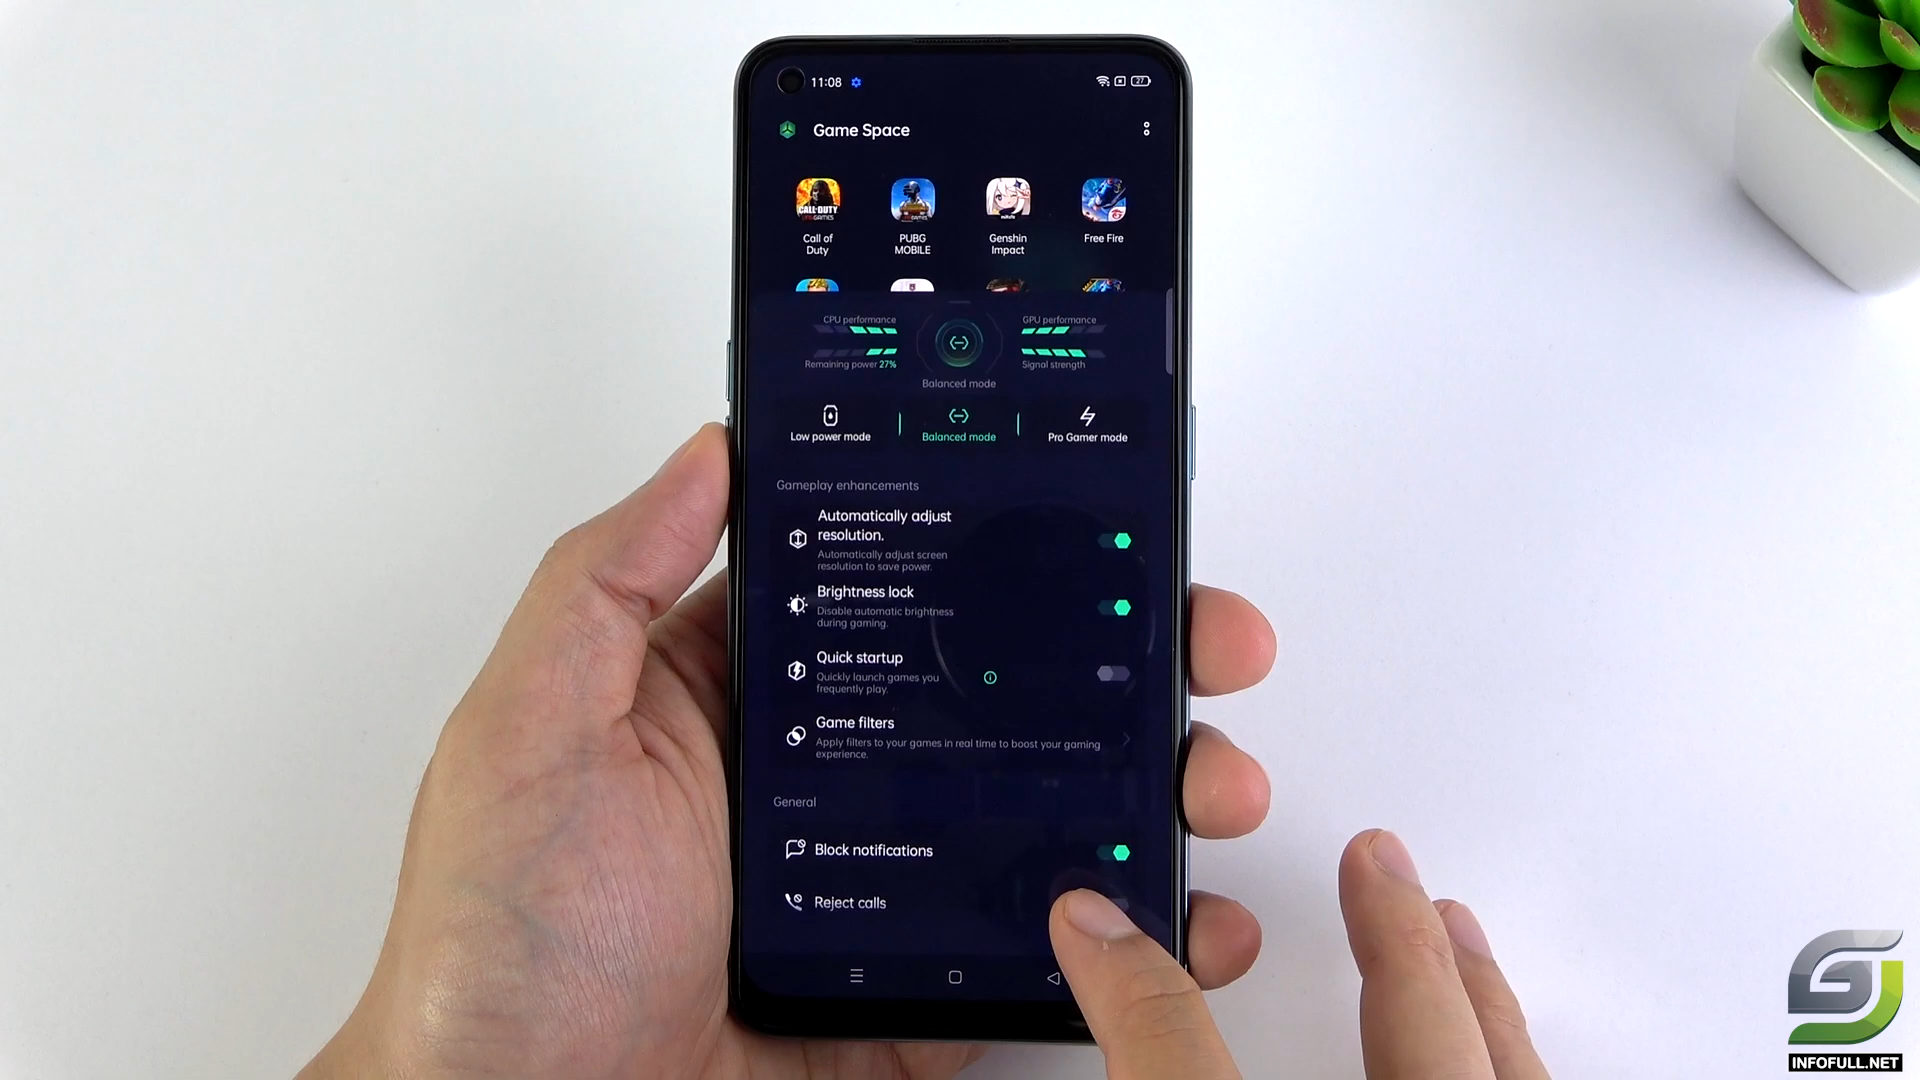 11:08
27
Game Space
CALL·DUTY
Call of
Duty
PUBG
MOBILE
Genshin
Impact
Free Fire
CPU performance
GPU performance
Remaining power 27%
Signal strength
Balanced mode
Low power mode
Balanced mode
Pro Gamer mode
Gameplay enhancements
Automatically adjust
resolution.
Automatically adjust screen
resolution to save power.
Brightness lock
Disable automatic brightness
during gaming.
Quick startup
Quickly launch games you
frequently play.
Game filters
Apply filters to your games in real time to boost your gaming
experience.
General
Block notifications
Reject calls
INFOFULL.NET